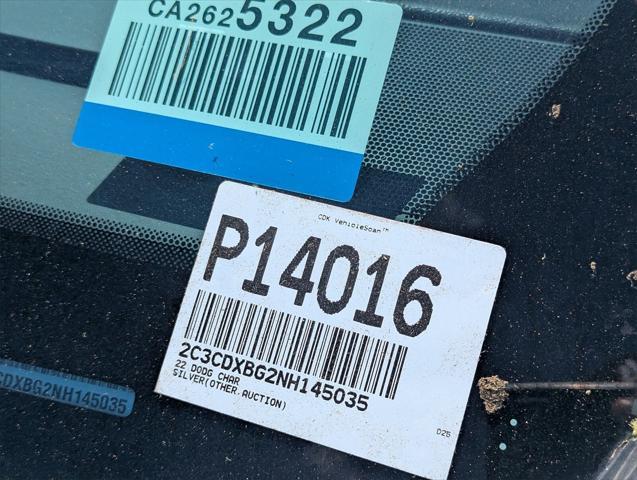 CA2625322
CDK VehicleScan™
P14016
2C3CDXBG2NH145035
22 DODG CHAR
SILVER(OTHER,AUCTION)
D25
CDXBG2NH145035